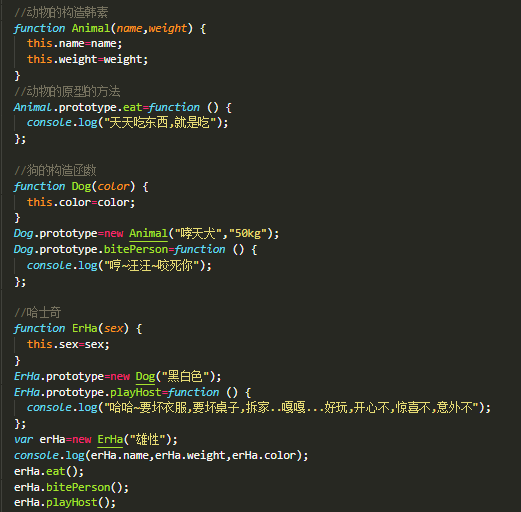 //动物的构造韩素
function Animal(name,weight) {
  this.name=name;
  this.weight=weight;
}
//动物的原型的方法
Animal.prototype.eat=function () {
  console.log("天天吃东西,就是吃");
};

//狗的构造函数
function Dog(color) {
  this.color=color;
}
Dog.prototype=new Animal("哮天犬","50kg");
Dog.prototype.bitePerson=function () {
  console.log("哼~汪汪~咬死你");
};

//哈士奇
function ErHa(sex) {
  this.sex=sex;
}
ErHa.prototype=new Dog("黑白色");
ErHa.prototype.playHost=function () {
  console.log("哈哈~要坏衣服,要坏桌子,拆家..嘎嘎...好玩,开心不,惊喜不,意外不");
};
var erHa=new ErHa("雄性");
console.log(erHa.name,erHa.weight,erHa.color);
erHa.eat();
erHa.bitePerson();
erHa.playHost();